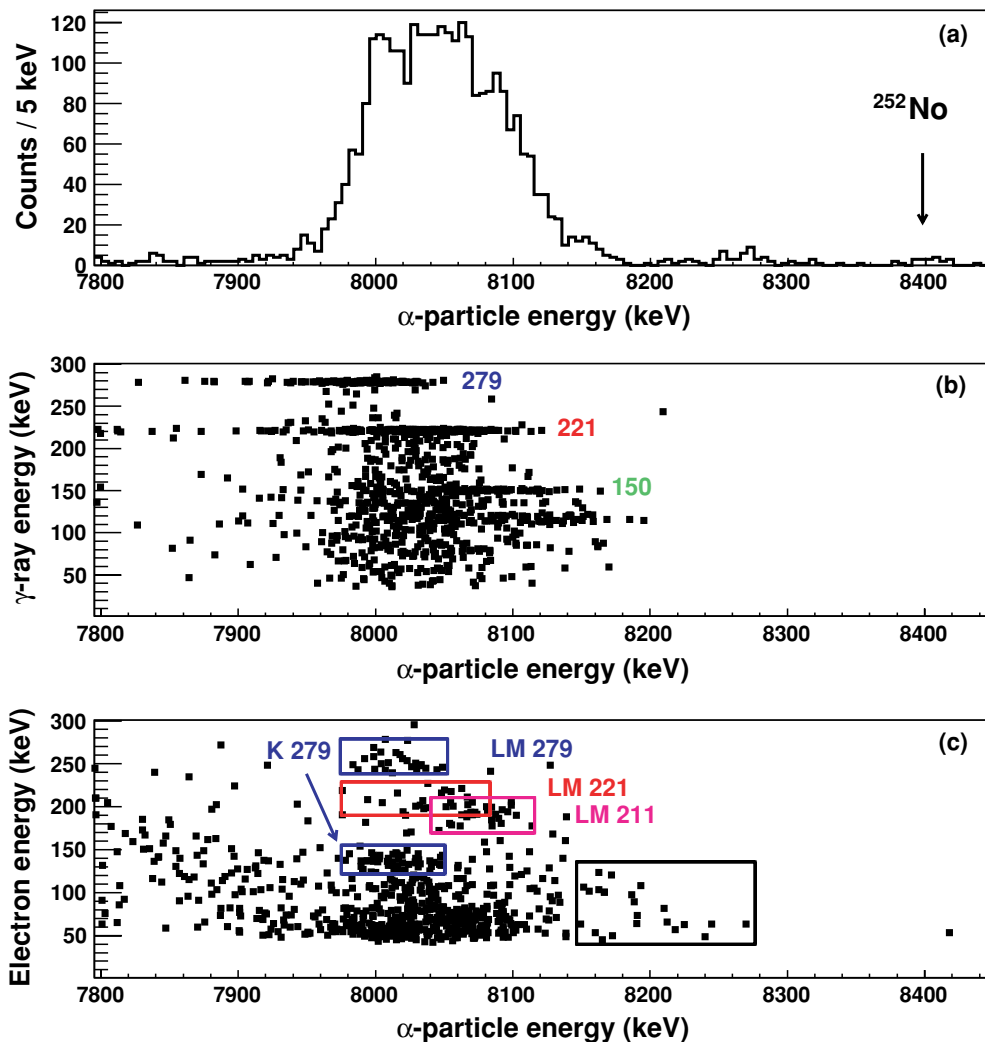 (a)
Counts / 5 keV
120
100
80
60
40
20
0
252No
7800 7900 8000 8100 8200 8300 8400
α-particle energy (keV)
(b)
γ-ray energy (keV)
300
250
200
150
100
50
279
221
150
7800 7900 8000 8100 8200 8300 8400
α-particle energy (keV)
(c)
Electron energy (keV)
300
250
200
150
100
50
K 279
LM 279
LM 221
LM 211
7800 7900 8000 8100 8200 8300 8400
α-particle energy (keV)